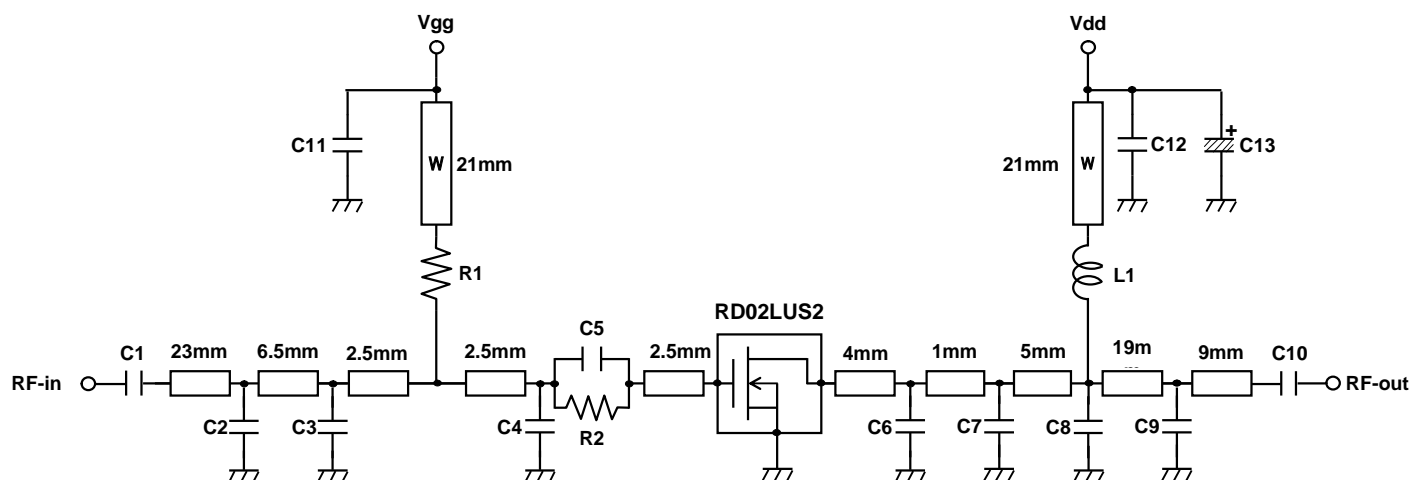 Vgg
Vdd
C11
W
21mm
21mm
W
C12
+
C13
R1
L1
RD02LUS2
C5
C1
23mm
6.5mm
2.5mm
2.5mm
2.5mm
4mm
1mm
5mm
19m
9mm
C10
RF-in
RF-out
C2
C3
C4
R2
C6
C7
C8
C9